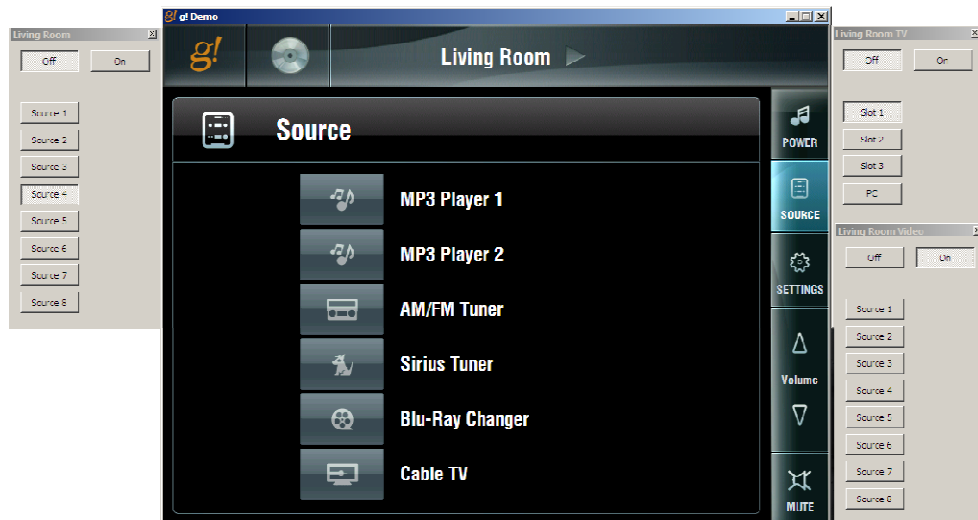 Living Room
Off
On
Source 1
Source 2
Source 3
Source 4
Source 5
Source 6
Source 7
Source 8
g! g! Demo
g!
Living Room
Source
MP3 Player 1
MP3 Player 2
AM/FM Tuner
Sirius Tuner
Blu-Ray Changer
Cable TV
POWER
SOURCE
SETTINGS
Volume
MUTE
Living Room TV
Off
On
Slot 1
Slot 2
Slot 3
PC
Living Room Video
Off
On
Source 1
Source 2
Source 3
Source 4
Source 5
Source 6
Source 7
Source 8